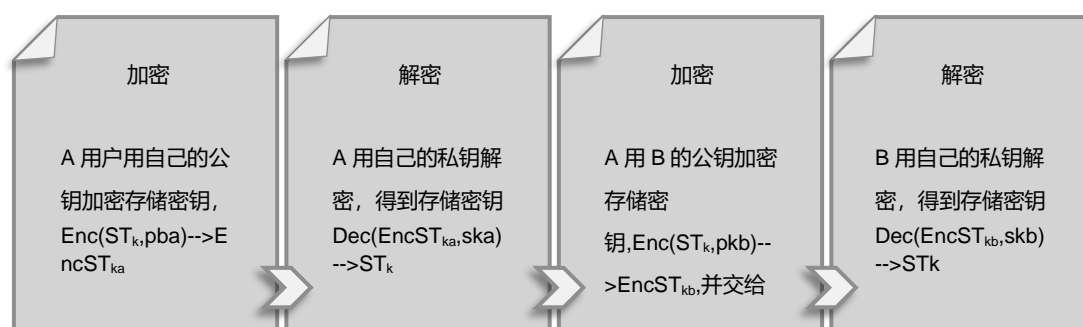 加密
A 用户用自己的公
钥加密存储密钥，
Enc(STk,pba)-->E
ncSTka
解密
A 用自己的私钥解
密，得到存储密钥
Dec(EncSTka,ska)
-->STk
加密
A 用 B 的公钥加密
存储密
钥,Enc(STk,pkb)--
>EncSTkb,并交给
解密
B 用自己的私钥解
密，得到存储密钥
Dec(EncSTkb,skb)
-->STk